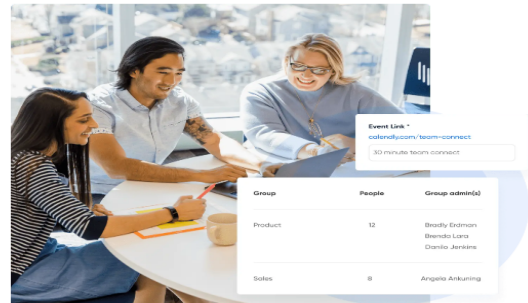 Event Link *
calendly.com/team-connect
30 minute team connect
Group People Group admin(s)
Product 12 Bradly Erdman
Brenda Lara
Danilo Jenkins
Sales 8 Angela Ankuning